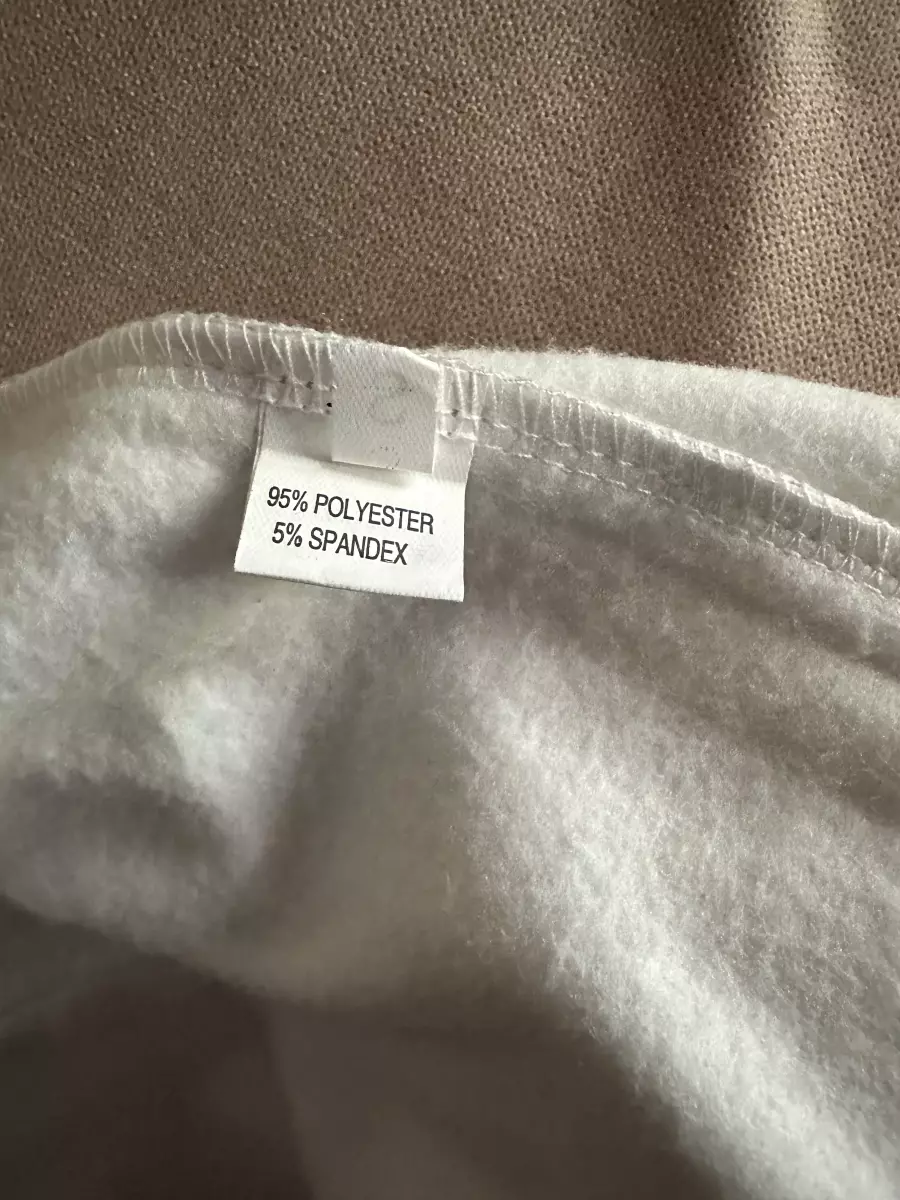 95% POLYESTER
5% SPANDEX